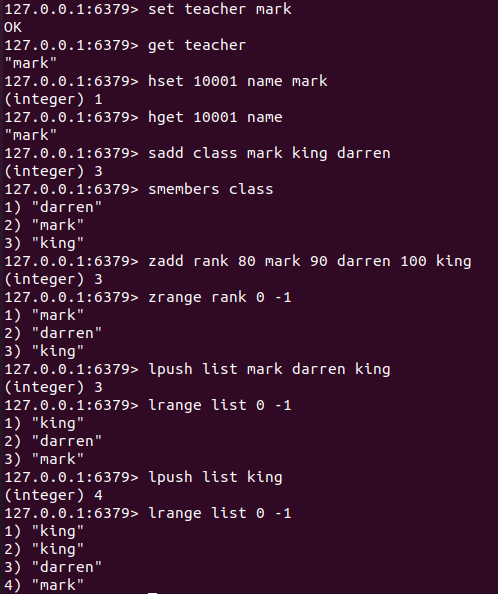 127.0.0.1:6379> set teacher mark
OK
127.0.0.1:6379> get teacher
"mark"
127.0.0.1:6379> hset 10001 name mark
(integer) 1
127.0.0.1:6379> hget 10001 name
"mark"
127.0.0.1:6379> sadd class mark king darren
(integer) 3
127.0.0.1:6379> smembers class
1) "darren"
2) "mark"
3) "king"
127.0.0.1:6379> zadd rank 80 mark 90 darren 100 king
(integer) 3
127.0.0.1:6379> zrange rank 0 -1
1) "mark"
2) "darren"
3) "king"
127.0.0.1:6379> lpush list mark darren king
(integer) 3
127.0.0.1:6379> lrange list 0 -1
1) "king"
2) "darren"
3) "mark"
127.0.0.1:6379> lpush list king
(integer) 4
127.0.0.1:6379> lrange list 0 -1
1) "king"
2) "king"
3) "darren"
4) "mark"